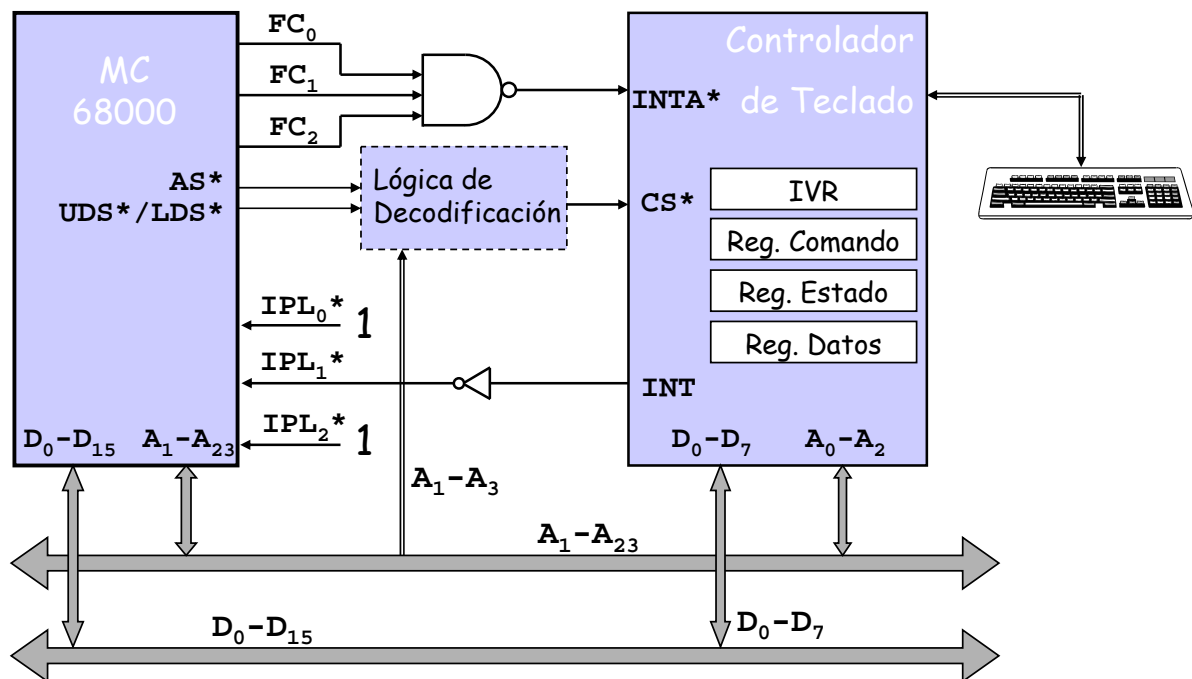 MC
68000
FC0
FC1
FC2
AS*
UDS*/LDS*
IPL0* 1
IPL1*
IPL2* 1
D0-D15
A1-A23
Lógica de
Decodificación
Controlador
de Teclado
INTA*
CS*
IVR
Reg. Comando
Reg. Estado
Reg. Datos
INT
D0-D7
A0-A2
A1-A3
A1-A23
D0-D15
D0-D7